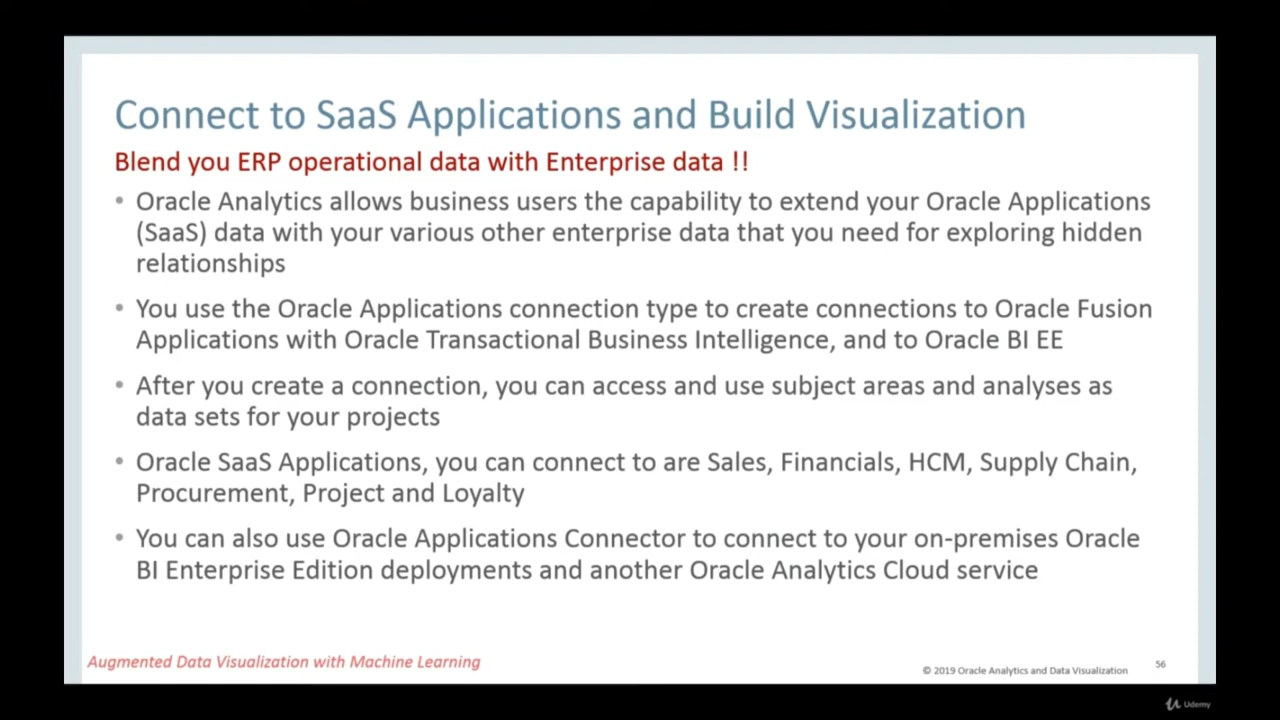 Connect to SaaS Applications and Build Visualization
Blend you ERP operational data with Enterprise data !!
• Oracle Analytics allows business users the capability to extend your Oracle Applications
(SaaS) data with your various other enterprise data that you need for exploring hidden
relationships
• You use the Oracle Applications connection type to create connections to Oracle Fusion
Applications with Oracle Transactional Business Intelligence, and to Oracle BI EE
• After you create a connection, you can access and use subject areas and analyses as
data sets for your projects
• Oracle SaaS Applications, you can connect to are Sales, Financials, HCM, Supply Chain,
Procurement, Project and Loyalty
• You can also use Oracle Applications Connector to connect to your on-premises Oracle
BI Enterprise Edition deployments and another Oracle Analytics Cloud service
Augmented Data Visualization with Machine Learning
© 2019 Oracle Analytics and Data Visualization
56
Udemy